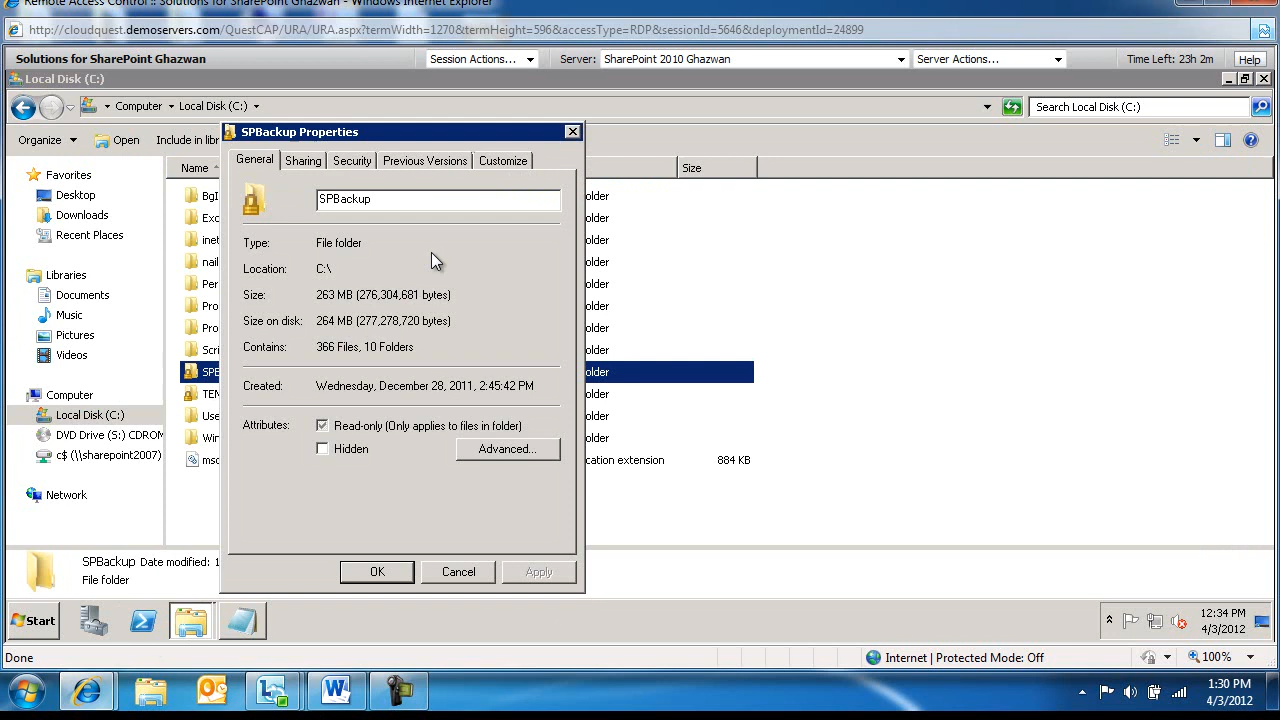 Remote Access Control :: Solutions for SharePoint Ghazwan - Windows Internet Explorer
http://cloudquest.demoservers.com/QuestCAP/URA/URA.aspx?termWidth=1270&termHeight=596&accessType=RDP&sessionId=5646&deploymentId=24899
Solutions for SharePoint Ghazwan Session Actions... Server: SharePoint 2010 Ghazwan Server Actions... Time Left: 23h 2m Help
Local Disk (C:)
Computer Local Disk (C:) Search Local Disk (C:)
Organize Open Include in libr
SPBackup Properties
General Sharing Security Previous Versions Customize
Name Size
Favorites
Desktop
Downloads
Recent Places
Libraries
Documents
Music
Pictures
Videos
Computer
Local Disk (C:)
DVD Drive (S:) CDROM
c$ (\\sharepoint2007)
Network
BgI
Exc
inet
nail
Per
Pro
Pro
Scri
SPB
TEM
Use
Win
msc
SPBackup
Type: File folder
Location: C:\
Size: 263 MB (276,304,681 bytes)
Size on disk: 264 MB (277,278,720 bytes)
Contains: 366 Files, 10 Folders
Created: Wednesday, December 28, 2011, 2:45:42 PM
Attributes: Read-only (Only applies to files in folder)
Hidden Advanced...
OK Cancel Apply
older
older
older
older
older
older
older
older
older
older
older
older
cation extension 884 KB
SPBackup Date modified: 1
File folder
Start
12:34 PM
4/3/2012
Done Internet | Protected Mode: Off 100%
1:30 PM
4/3/2012